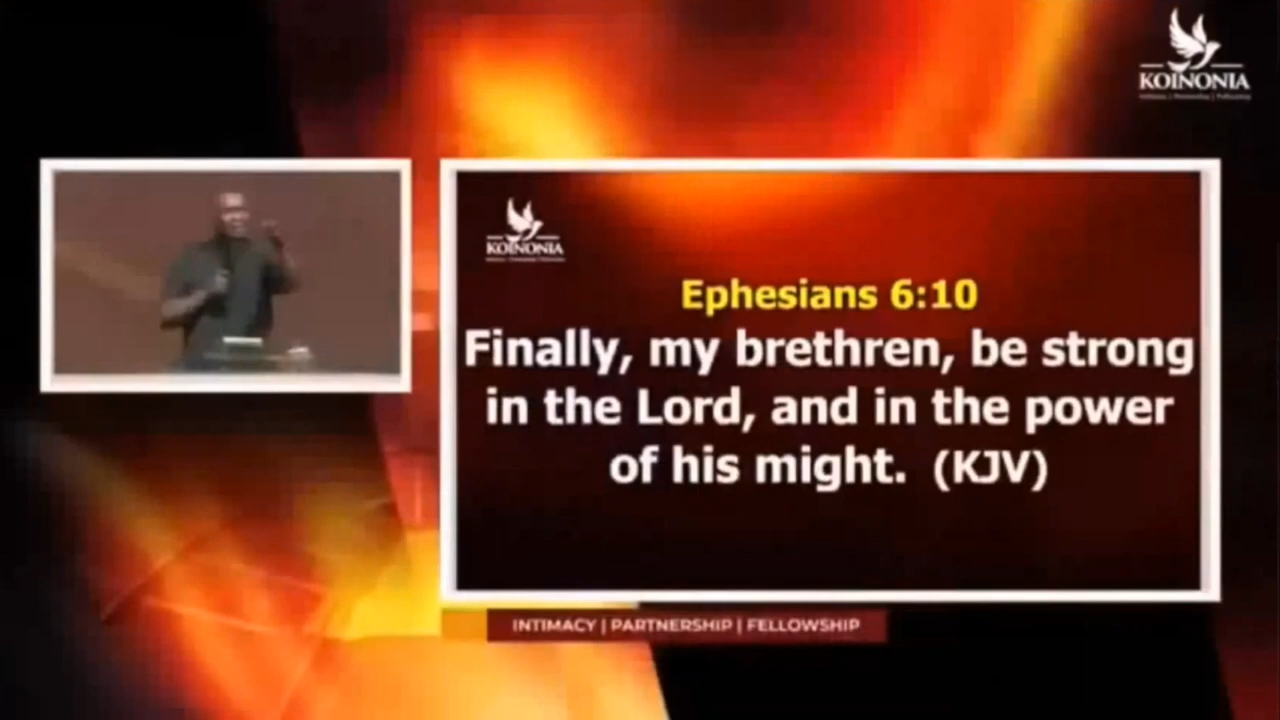 KOINONIA
KOINONIA
Ephesians 6:10
Finally, my brethren, be strong
in the Lord, and in the power
of his might. (KJV)
INTIMACY | PARTNERSHIP | FELLOWSHIP